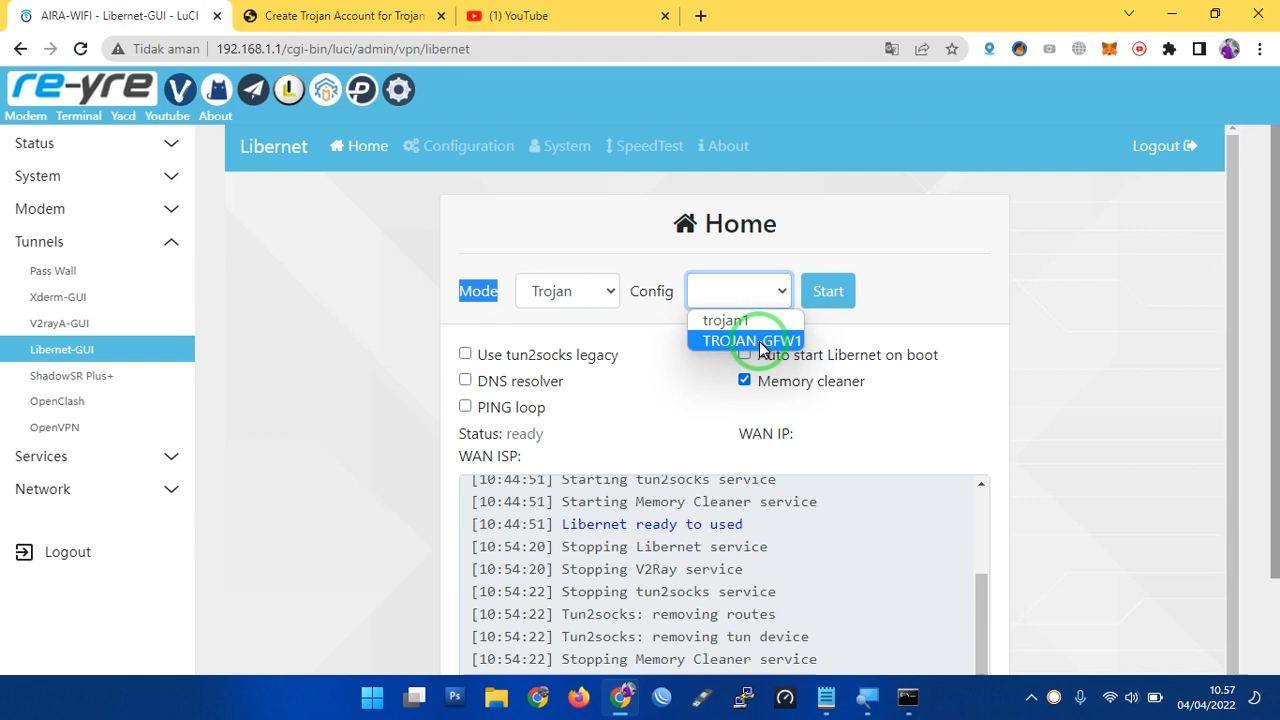 AIRA-WIFI - Libernet-GUI - LuCI
Create Trojan Account for Trojan
(1) YouTube
Tidak aman
192.168.1.1/cgi-bin/luci/admin/vpn/libernet
re-yre
Modem
Terminal
Yacd
Youtube
About
Status
System
Modem
Tunnels
Pass Wall
Xderm-GUI
V2rayA-GUI
Libernet-GUI
ShadowSR Plus+
OpenClash
OpenVPN
Services
Network
Logout
Libernet
Home
Configuration
System
SpeedTest
About
Logout
Home
Mode
Trojan
Config
Start
trojan1
TROJAN-GFW1
Use tun2socks legacy
Auto start Libernet on boot
DNS resolver
Memory cleaner
PING loop
Status: ready
WAN IP:
WAN ISP:
[10:44:51] Starting tun2socks service
[10:44:51] Starting Memory Cleaner service
[10:44:51] Libernet ready to used
[10:54:20] Stopping Libernet service
[10:54:20] Stopping V2Ray service
[10:54:22] Stopping tun2socks service
[10:54:22] Tun2socks: removing routes
[10:54:22] Tun2socks: removing tun device
[10:54:22] Stopping Memory Cleaner service
Ps
10.57
04/04/2022